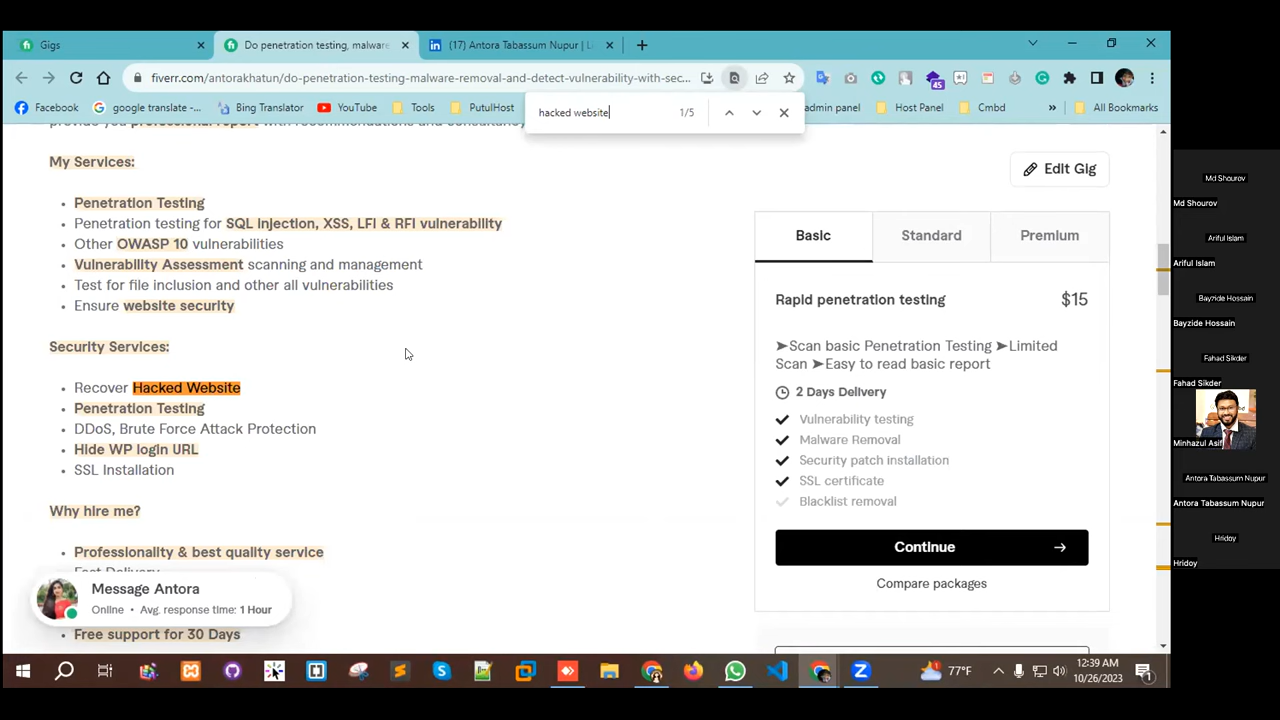 Gigs
Do penetration testing, malware
(17) Antora Tabassum Nupur | Li
fiverr.com/antorakhatun/do-penetration-testing-malware-removal-and-detect-vulnerability-with-sec...
45
Facebook
google translate -...
Bing Translator
YouTube
Tools
PutulHost
admin panel
Host Panel
Cmbd
»
All Bookmarks
hacked website
1/5
My Services:
Penetration Testing
Penetration testing for SQL injection, XSS, LFI & RFI vulnerability
Other OWASP 10 vulnerabilities
Vulnerability Assessment scanning and management
Test for file inclusion and other all vulnerabilities
Ensure website security
Security Services:
Recover Hacked Website
Penetration Testing
DDoS, Brute Force Attack Protection
Hide WP login URL
SSL Installation
Why hire me?
Professionality & best quality service
Free support for 30 Days
Message Antora
Online • Avg. response time: 1 Hour
Edit Gig
Basic
Standard
Premium
Rapid penetration testing $15
➤Scan basic Penetration Testing ➤Limited
Scan ➤Easy to read basic report
2 Days Delivery
Vulnerability testing
Malware Removal
Security patch installation
SSL certificate
Blacklist removal
Continue
Compare packages
77°F
12:39 AM
10/26/2023
1
Md Shourov
Md Shourov
Ariful Islam
Ariful Islam
Bayzide Hossain
Bayzide Hossain
Fahad Sikder
Fahad Sikder
Minhazul Asif
Antora Tabassum Nupur
Antora Tabassum Nupur
Hridoy
Hridoy